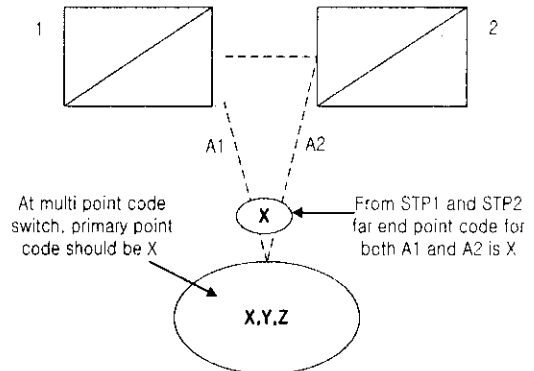 1
2
A1
A2
At multi point code
switch, primary point
code should be X
X
From STP1 and STP2
far end point code for
both A1 and A2 is X
X,Y,Z